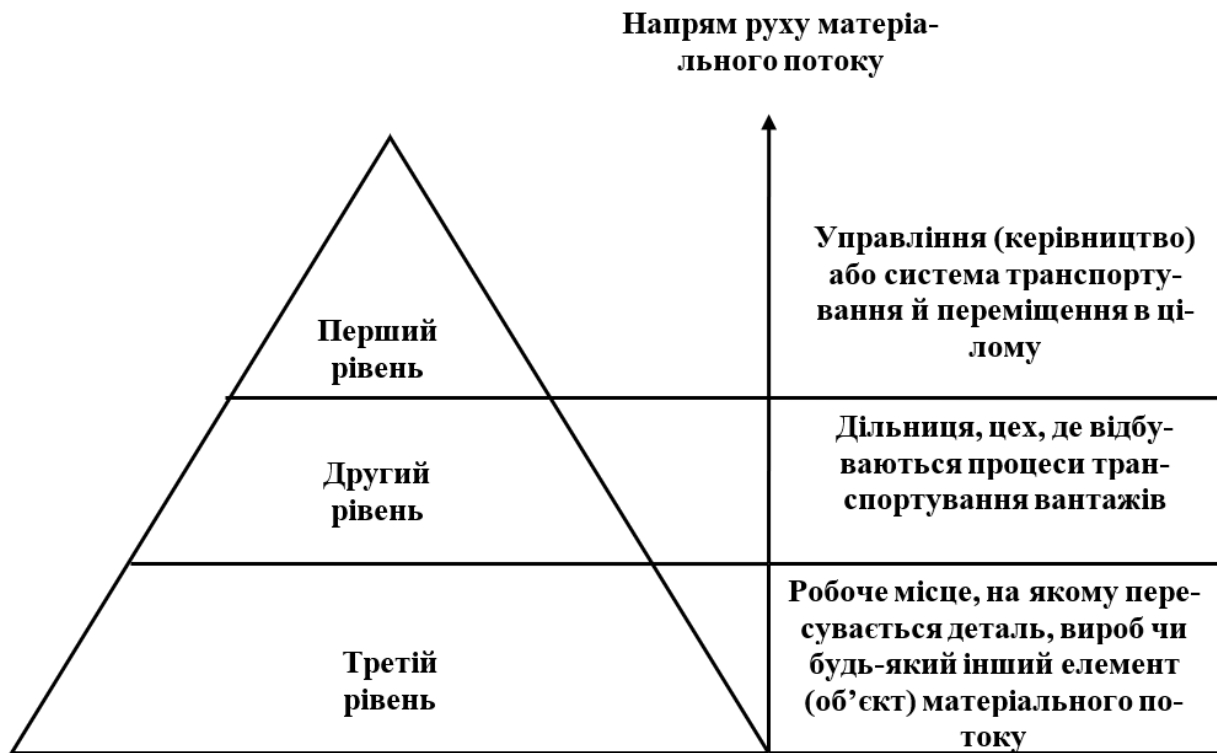 Напрям руху матеріа-
льного потоку
Управління (керівництво)
або система транспорту-
вання й переміщення в ці-
лому
Перший
рівень
Дільниця, цех, де відбу-
ваються процеси тран-
спортування вантажів
Другий
рівень
Робоче місце, на якому пере-
сувається деталь, вироб чи
будь-який інший елемент
(об’єкт) матеріального по-
току
Третій
рівень